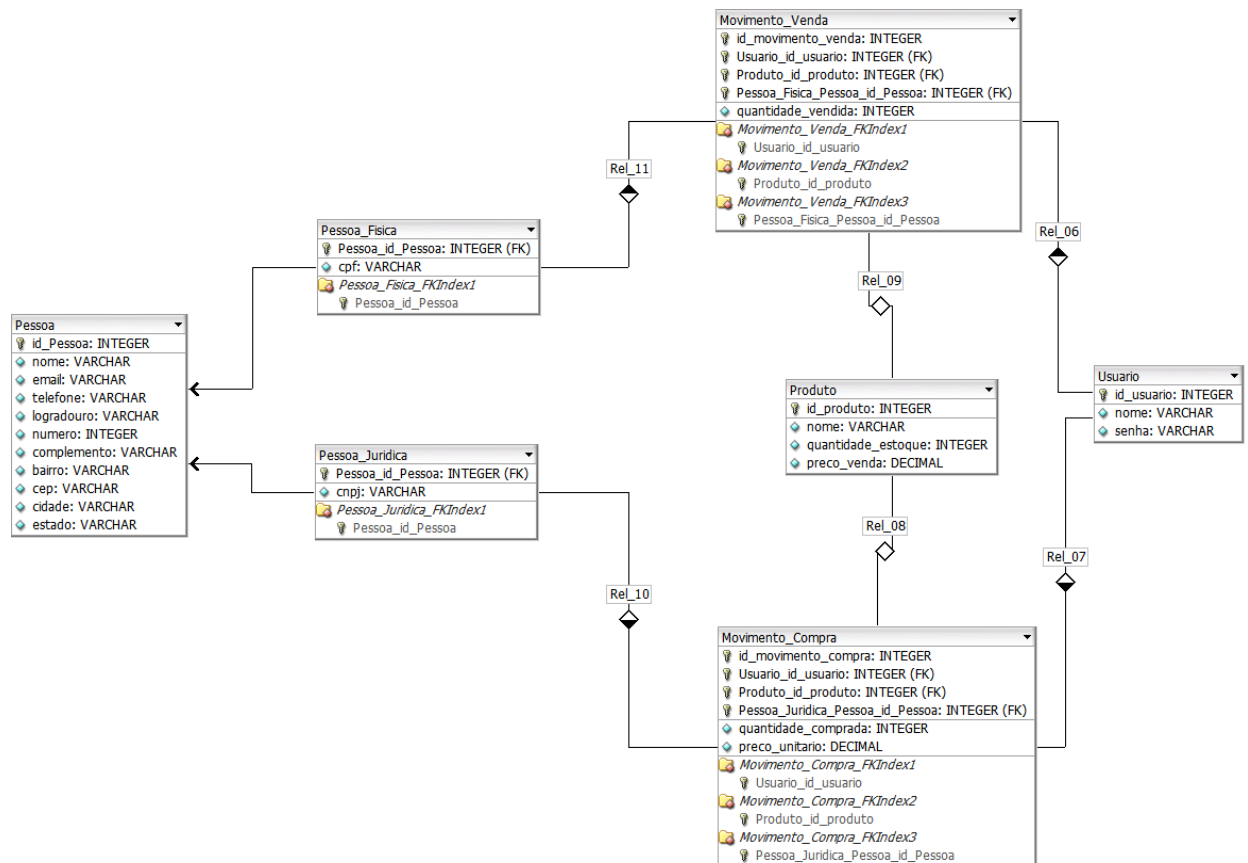 Movimento_Venda
id_movimento_venda: INTEGER
Usuario_id_usuario: INTEGER (FK)
Produto_id_produto: INTEGER (FK)
Pessoa_Fisica_Pessoa_id_Pessoa: INTEGER (FK)
quantidade_vendida: INTEGER
Movimento_Venda_FKIndex1
Usuario_id_usuario
Movimento_Venda_FKIndex2
Produto_id_produto
Movimento_Venda_FKIndex3
Pessoa_Fisica_Pessoa_id_Pessoa
Rel_11
Rel_06
Pessoa_Fisica
Pessoa_id_Pessoa: INTEGER (FK)
cpf: VARCHAR
Pessoa_Fisica_FKIndex1
Pessoa_id_Pessoa
Rel_09
Pessoa
id_Pessoa: INTEGER
nome: VARCHAR
email: VARCHAR
telefone: VARCHAR
logradouro: VARCHAR
numero: INTEGER
complemento: VARCHAR
bairro: VARCHAR
cep: VARCHAR
cidade: VARCHAR
estado: VARCHAR
Produto
id_produto: INTEGER
nome: VARCHAR
quantidade_estoque: INTEGER
preco_venda: DECIMAL
Usuario
id_usuario: INTEGER
nome: VARCHAR
senha: VARCHAR
Pessoa_Juridica
Pessoa_id_Pessoa: INTEGER (FK)
cnpj: VARCHAR
Pessoa_Juridica_FKIndex1
Pessoa_id_Pessoa
Rel_08
Rel_07
Rel_10
Movimento_Compra
id_movimento_compra: INTEGER
Usuario_id_usuario: INTEGER (FK)
Produto_id_produto: INTEGER (FK)
Pessoa_Juridica_Pessoa_id_Pessoa: INTEGER (FK)
quantidade_comprada: INTEGER
preco_unitario: DECIMAL
Movimento_Compra_FKIndex1
Usuario_id_usuario
Movimento_Compra_FKIndex2
Produto_id_produto
Movimento_Compra_FKIndex3
Pessoa_Juridica_Pessoa_id_Pessoa